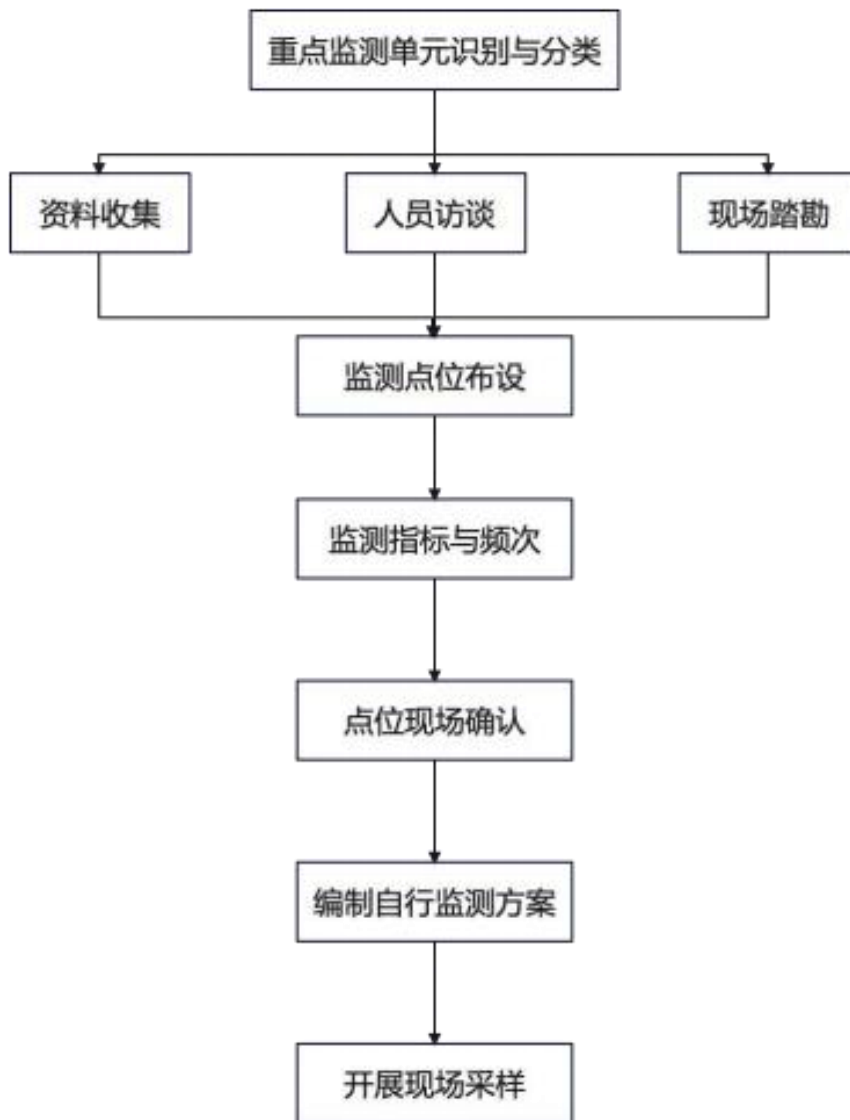 重点监测单元识别与分类
资料收集
人员访谈
现场踏勘
监测点位布设
监测指标与频次
点位现场确认
编制自行监测方案
开展现场采样